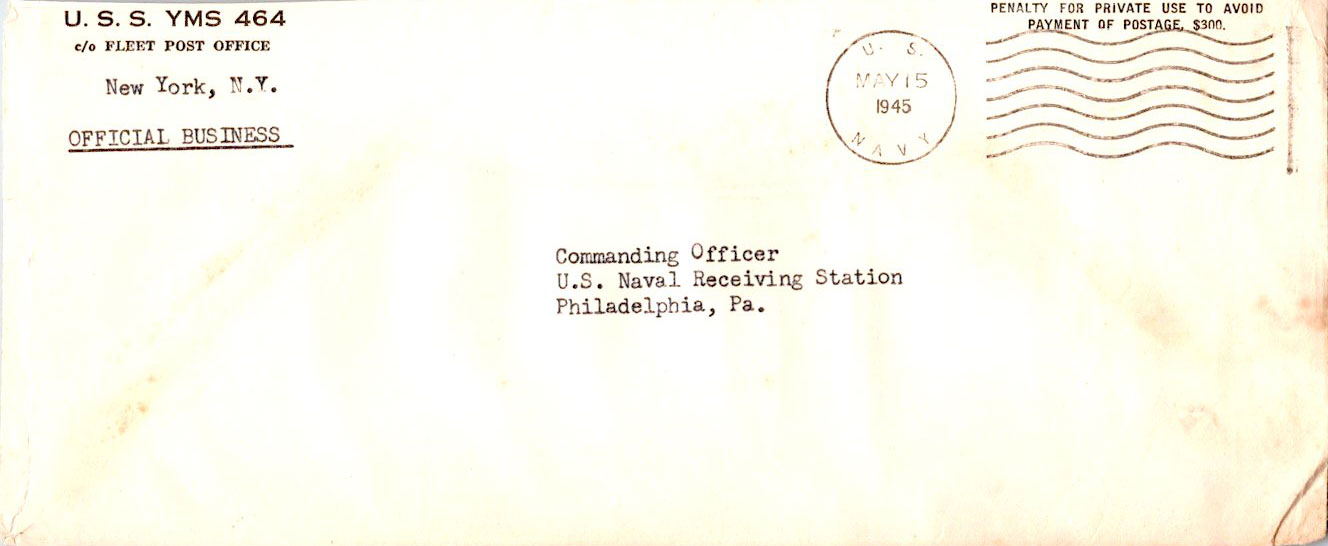 U. S. S. YMS 464
c/o FLEET POST OFFICE
New York, N.Y.
OFFICIAL BUSINESS
PENALTY FOR PRIVATE USE TO AVOID
PAYMENT OF POSTAGE, $300.
U. S.
MAY 15
1945
NAVY
Commanding Officer
U.S. Naval Receiving Station
Philadelphia, Pa.